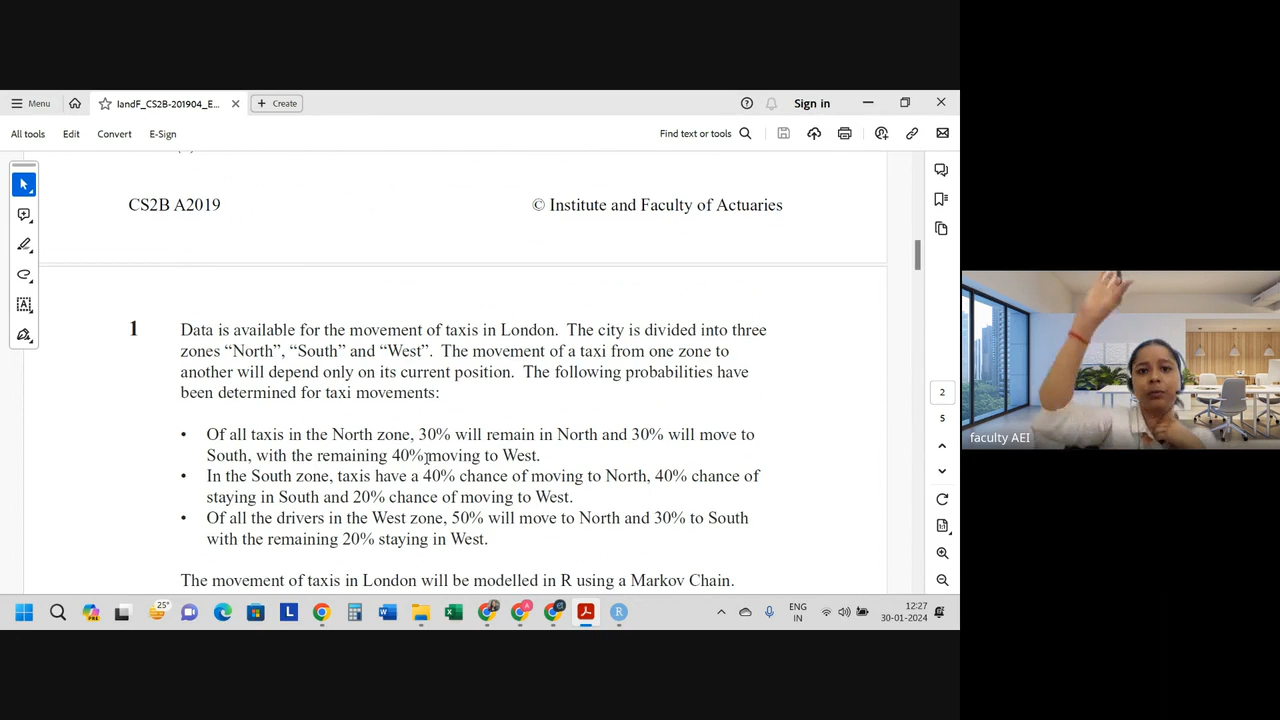 Menu
landF_CS2B-201904_E...
Create
Sign in
All tools
Edit
Convert
E-Sign
Find text or tools
CS2B A2019
© Institute and Faculty of Actuaries
1
Data is available for the movement of taxis in London. The city is divided into three
zones “North”, “South” and “West”. The movement of a taxi from one zone to
another will depend only on its current position. The following probabilities have
been determined for taxi movements:
• Of all taxis in the North zone, 30% will remain in North and 30% will move to
South, with the remaining 40% moving to West.
• In the South zone, taxis have a 40% chance of moving to North, 40% chance of
staying in South and 20% chance of moving to West.
• Of all the drivers in the West zone, 50% will move to North and 30% to South
with the remaining 20% staying in West.
The movement of taxis in London will be modelled in R using a Markov Chain.
2
5
faculty AEI
25°
ENG
IN
12:27
30-01-2024